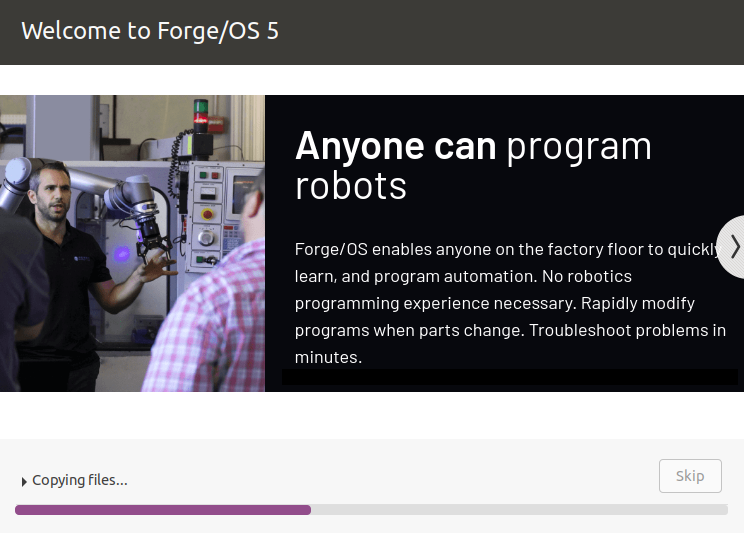 Welcome to Forge/OS 5
Anyone can program
robots
Forge/OS enables anyone on the factory floor to quickly
learn, and program automation. No robotics
programming experience necessary. Rapidly modify
programs when parts change. Troubleshoot problems in
minutes.
Copying files...
Skip